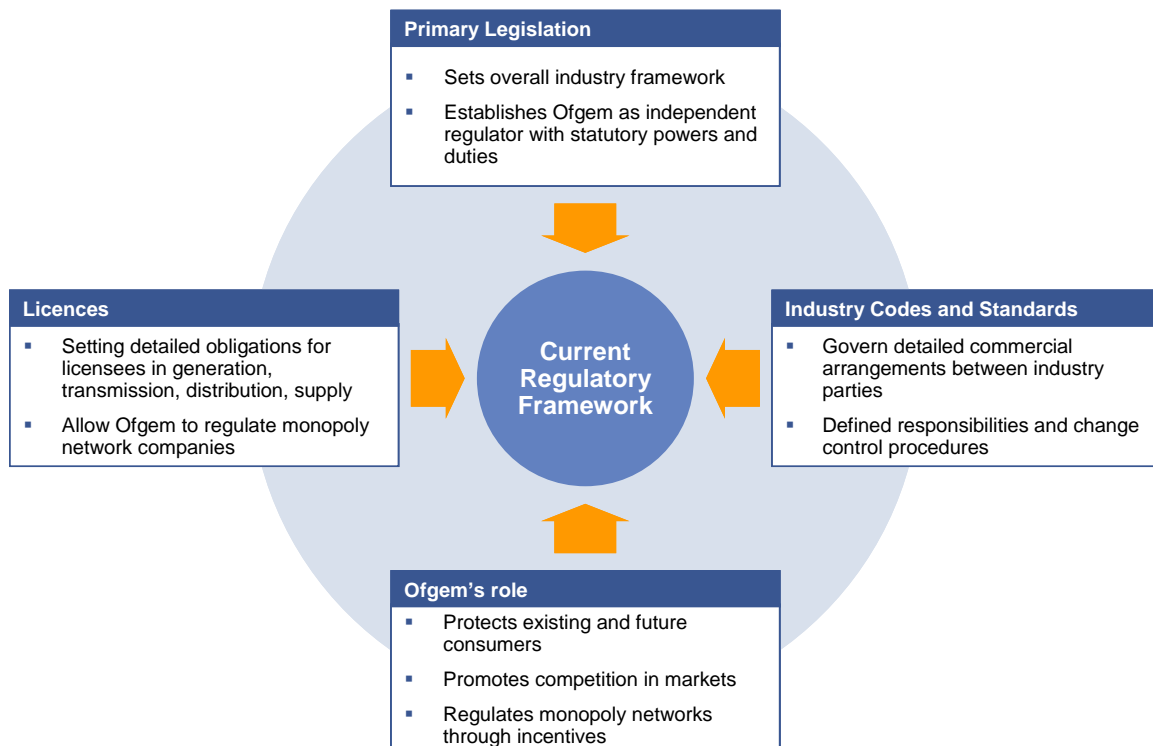 Primary Legislation
▪ Sets overall industry framework
▪ Establishes Ofgem as independent
regulator with statutory powers and
duties
Licences
▪ Setting detailed obligations for
licensees in generation,
transmission, distribution, supply
▪ Allow Ofgem to regulate monopoly
network companies
Current
Regulatory
Framework
Industry Codes and Standards
▪ Govern detailed commercial
arrangements between industry
parties
▪ Defined responsibilities and change
control procedures
Ofgem’s role
▪ Protects existing and future
consumers
▪ Promotes competition in markets
▪ Regulates monopoly networks
through incentives